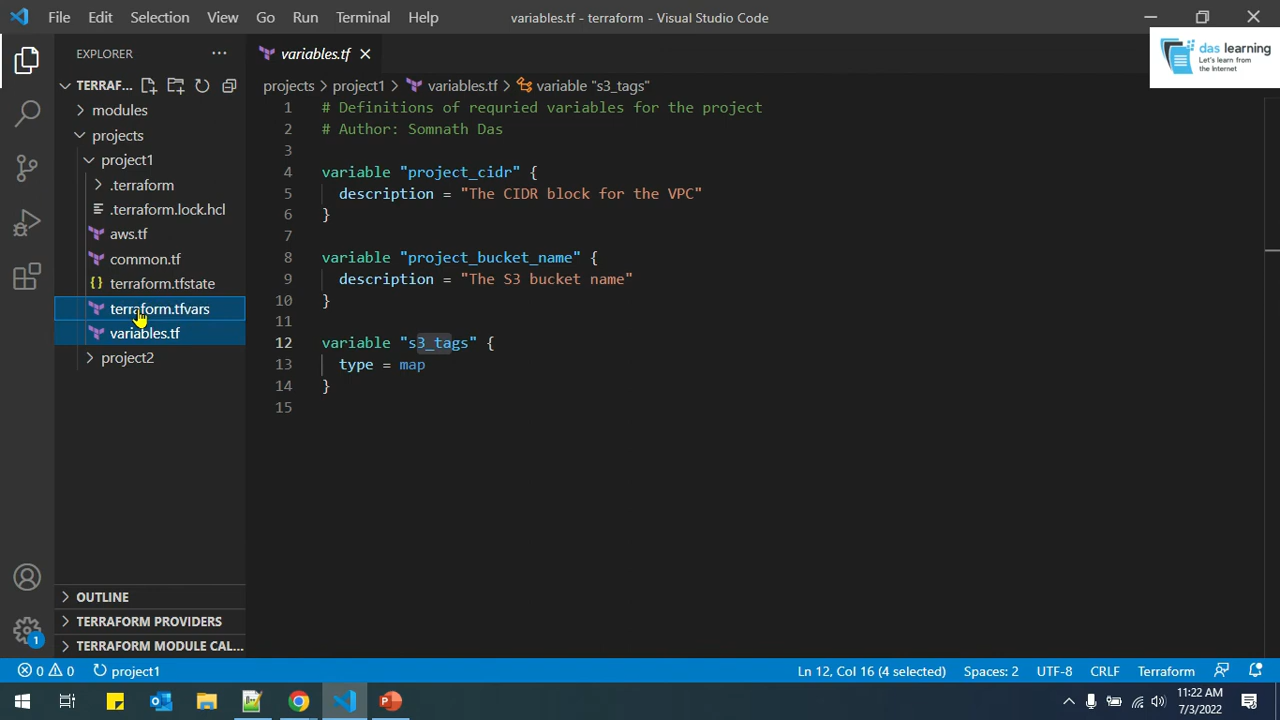 File Edit Selection View Go Run Terminal Help
variables.tf - terraform - Visual Studio Code
das learning
Let's learn from
the Internet
EXPLORER
TERRAF...
modules
projects
project1
.terraform
.terraform.lock.hcl
aws.tf
common.tf
{} terraform.tfstate
terraform.tfvars
variables.tf
project2
OUTLINE
TERRAFORM PROVIDERS
TERRAFORM MODULE CAL...
variables.tf
projects > project1 > variables.tf > variable "s3_tags"
1 # Definitions of requried variables for the project
2 # Author: Somnath Das
3
4 variable "project_cidr" {
5 description = "The CIDR block for the VPC"
6 }
7
8 variable "project_bucket_name" {
9 description = "The S3 bucket name"
10 }
11
12 variable "s3_tags" {
13 type = map
14 }
15
1
0 0 project1
Ln 12, Col 16 (4 selected) Spaces: 2 UTF-8 CRLF Terraform
11:22 AM
7/3/2022